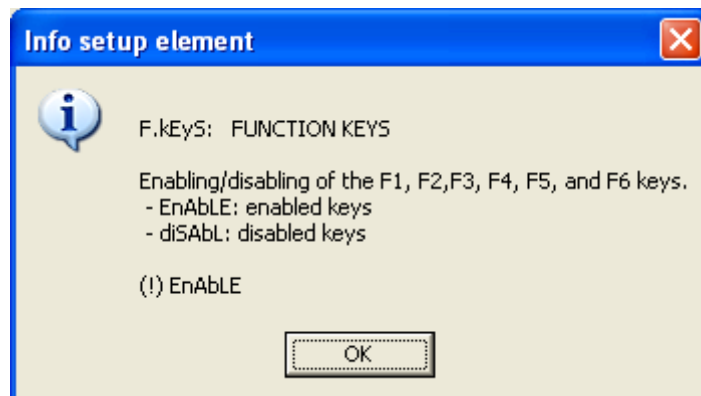 Info setup element
F.kEyS: FUNCTION KEYS
Enabling/disabling of the F1, F2,F3, F4, F5, and F6 keys.
- EnAbLE: enabled keys
- diSAbL: disabled keys
(!) EnAbLE
OK